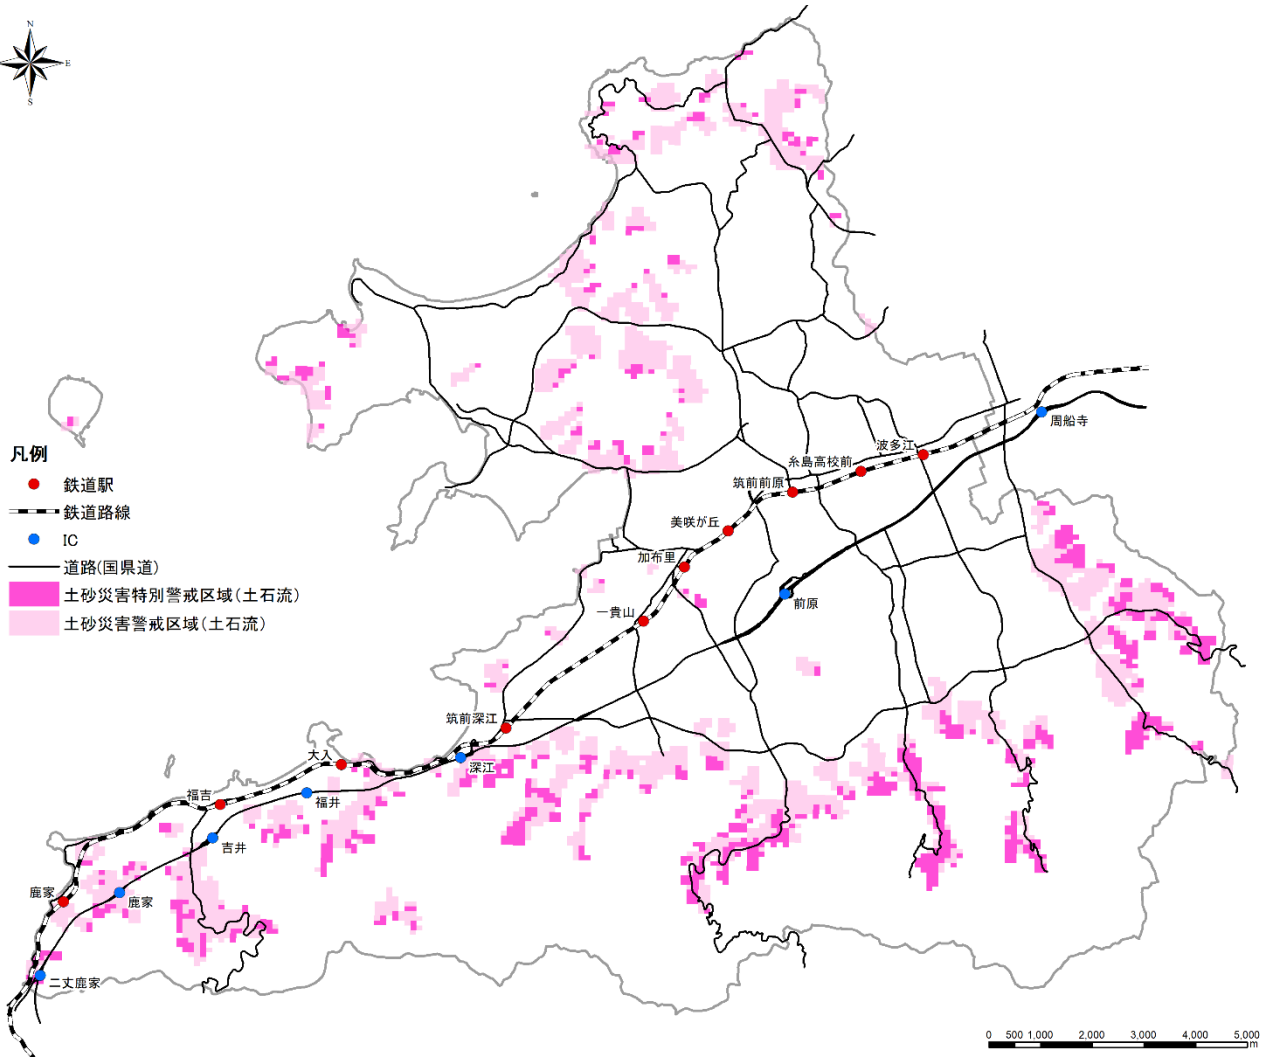 N
E
S
凡例
鉄道駅
鉄道路線
IC
道路(国県道)
土砂災害特別警戒区域(土石流)
土砂災害警戒区域(土石流)
周船寺
波多江
糸島高校前
筑前前原
美咲が丘
加布里
前原
一貴山
筑前深江
深江
大入
福井
福吉
吉井
鹿家
鹿家
二丈鹿家
0 500 1,000 2,000 3,000 4,000 5,000
m